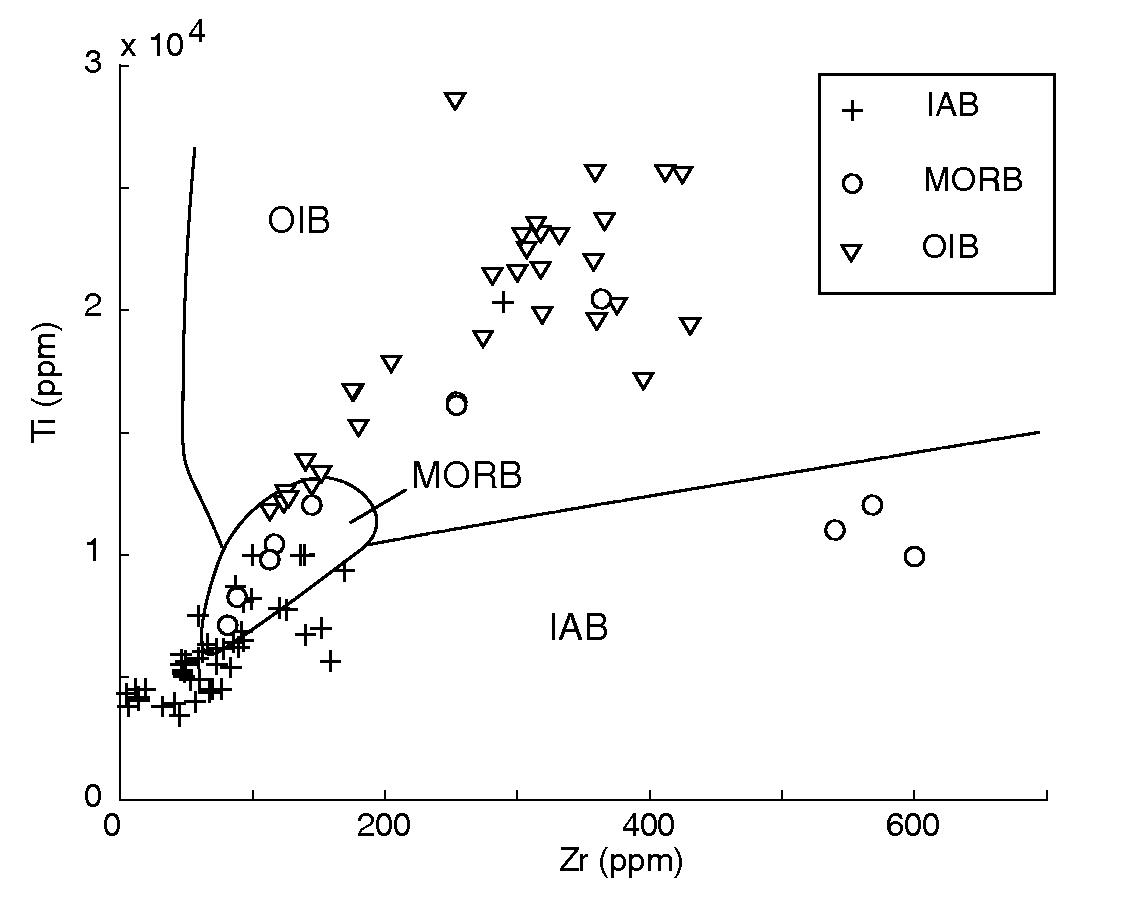 x 10^4
3
IAB
MORB
OIB
OIB
2
Ti (ppm)
MORB
1
IAB
0
0 200 400 600
Zr (ppm)